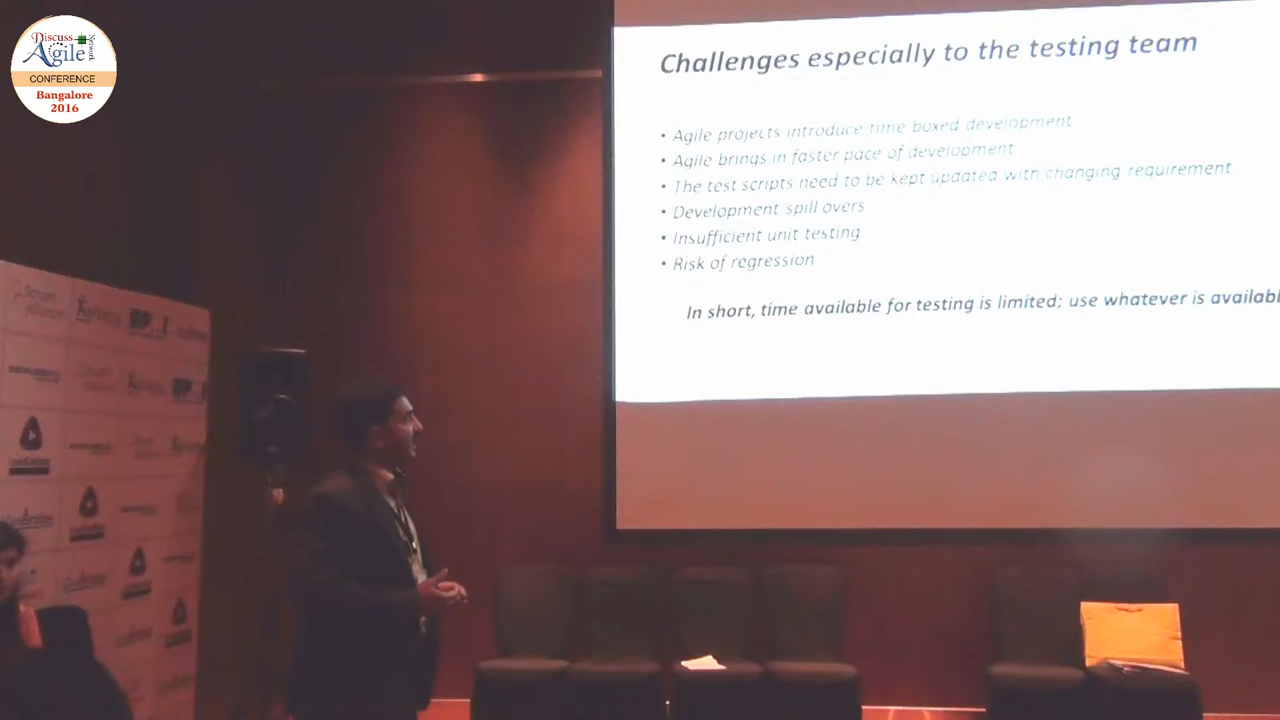 Discuss
Agile
Network
CONFERENCE
Bangalore
2016
Challenges especially to the testing team
• Agile projects introduce time boxed development
• Agile brings in faster pace of development
• The test scripts need to be kept updated with changing requirement
• Development spill overs
• Insufficient unit testing
• Risk of regression
In short, time available for testing is limited; use whatever is availabl